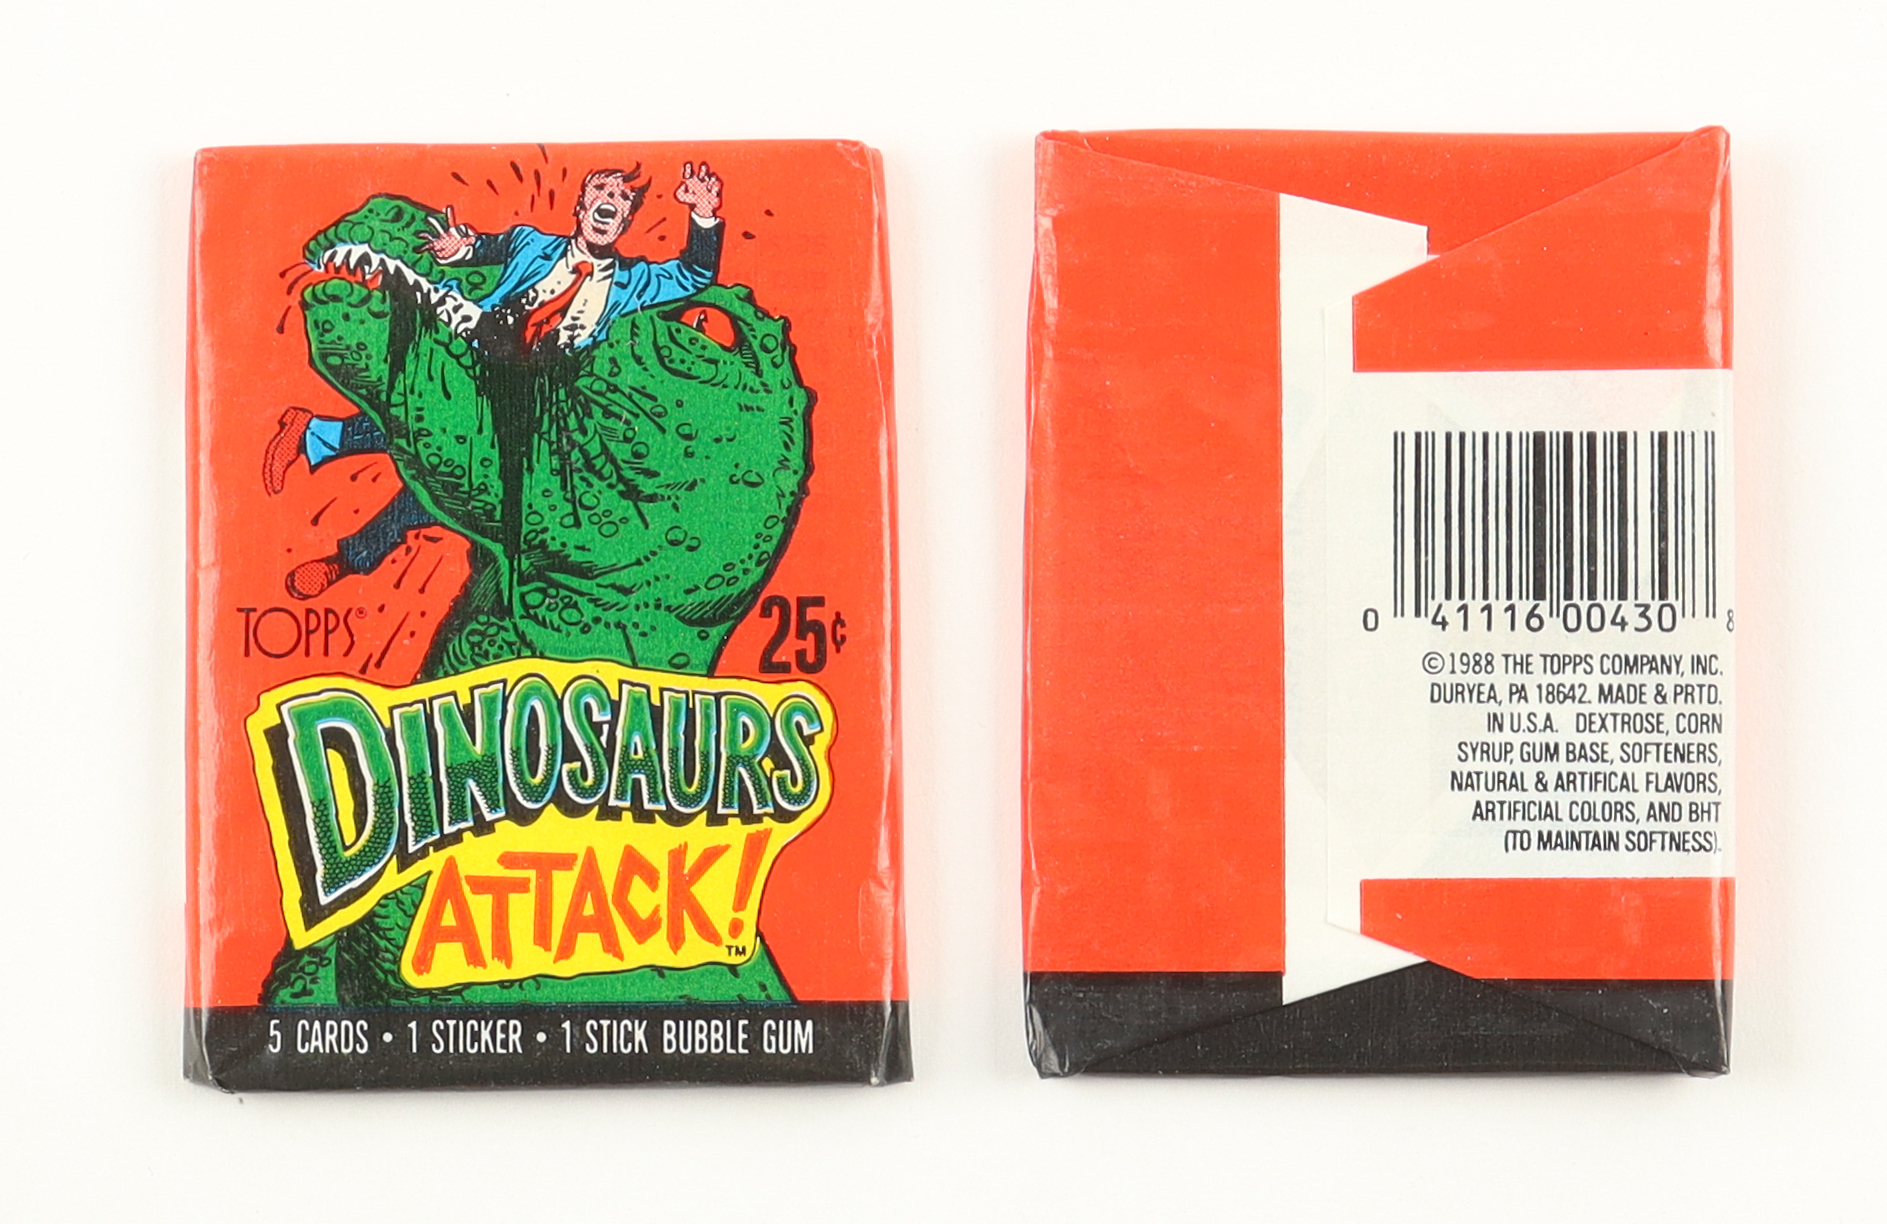 TOPPS®
25¢
DINOSAURS
ATTACK!™
5 CARDS • 1 STICKER • 1 STICK BUBBLE GUM
0 41116 00430 8
©1988 THE TOPPS COMPANY, INC.
DURYEA, PA 18642. MADE & PRTD.
IN U.S.A. DEXTROSE, CORN
SYRUP, GUM BASE, SOFTENERS,
NATURAL & ARTIFICAL FLAVORS,
ARTIFICIAL COLORS, AND BHT
(TO MAINTAIN SOFTNESS).